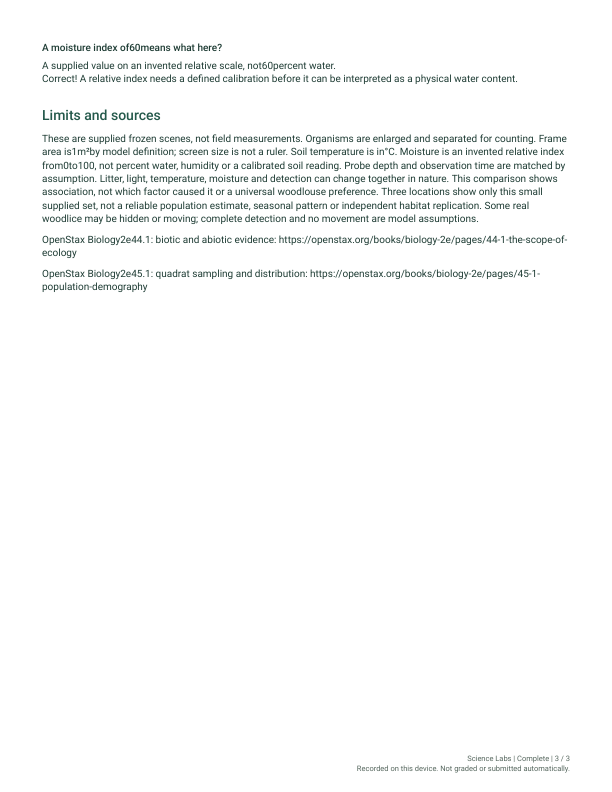 A moisture index of60means what here?
A supplied value on an invented relative scale, not60percent water.
Correct! A relative index needs a defined calibration before it can be interpreted as a physical water content.
Limits and sources
These are supplied frozen scenes, not field measurements. Organisms are enlarged and separated for counting. Frame
area is1m²by model definition; screen size is not a ruler. Soil temperature is in°C. Moisture is an invented relative index
from0to100, not percent water, humidity or a calibrated soil reading. Probe depth and observation time are matched by
assumption. Litter, light, temperature, moisture and detection can change together in nature. This comparison shows
association, not which factor caused it or a universal woodlouse preference. Three locations show only this small
supplied set, not a reliable population estimate, seasonal pattern or independent habitat replication. Some real
woodlice may be hidden or moving; complete detection and no movement are model assumptions.
OpenStax Biology2e44.1: biotic and abiotic evidence: https://openstax.org/books/biology-2e/pages/44-1-the-scope-of-
ecology
OpenStax Biology2e45.1: quadrat sampling and distribution: https://openstax.org/books/biology-2e/pages/45-1-
population-demography
Science Labs | Complete | 3 / 3
Recorded on this device. Not graded or submitted automatically.